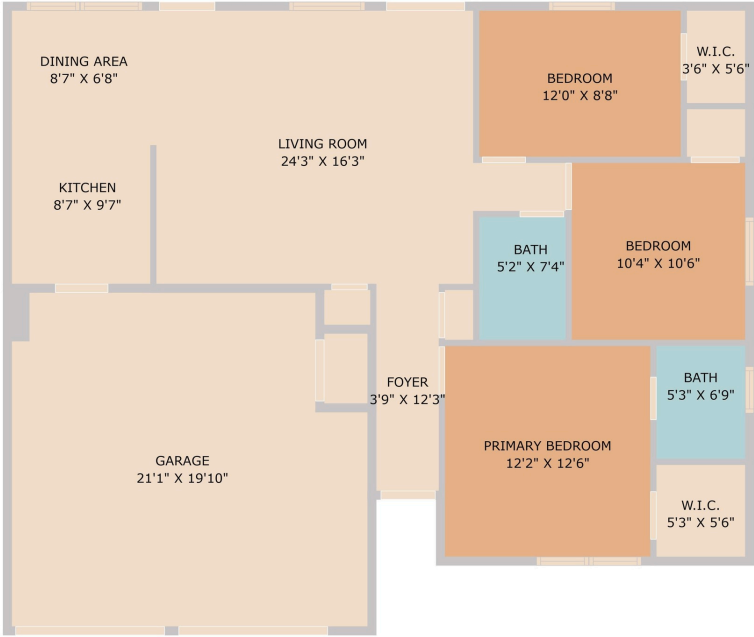 DINING AREA
8'7" X 6'8"
BEDROOM
12'0" X 8'8"
W.I.C.
3'6" X 5'6"
LIVING ROOM
24'3" X 16'3"
KITCHEN
8'7" X 9'7"
BATH
5'2" X 7'4"
BEDROOM
10'4" X 10'6"
FOYER
3'9" X 12'3"
BATH
5'3" X 6'9"
GARAGE
21'1" X 19'10"
PRIMARY BEDROOM
12'2" X 12'6"
W.I.C.
5'3" X 5'6"